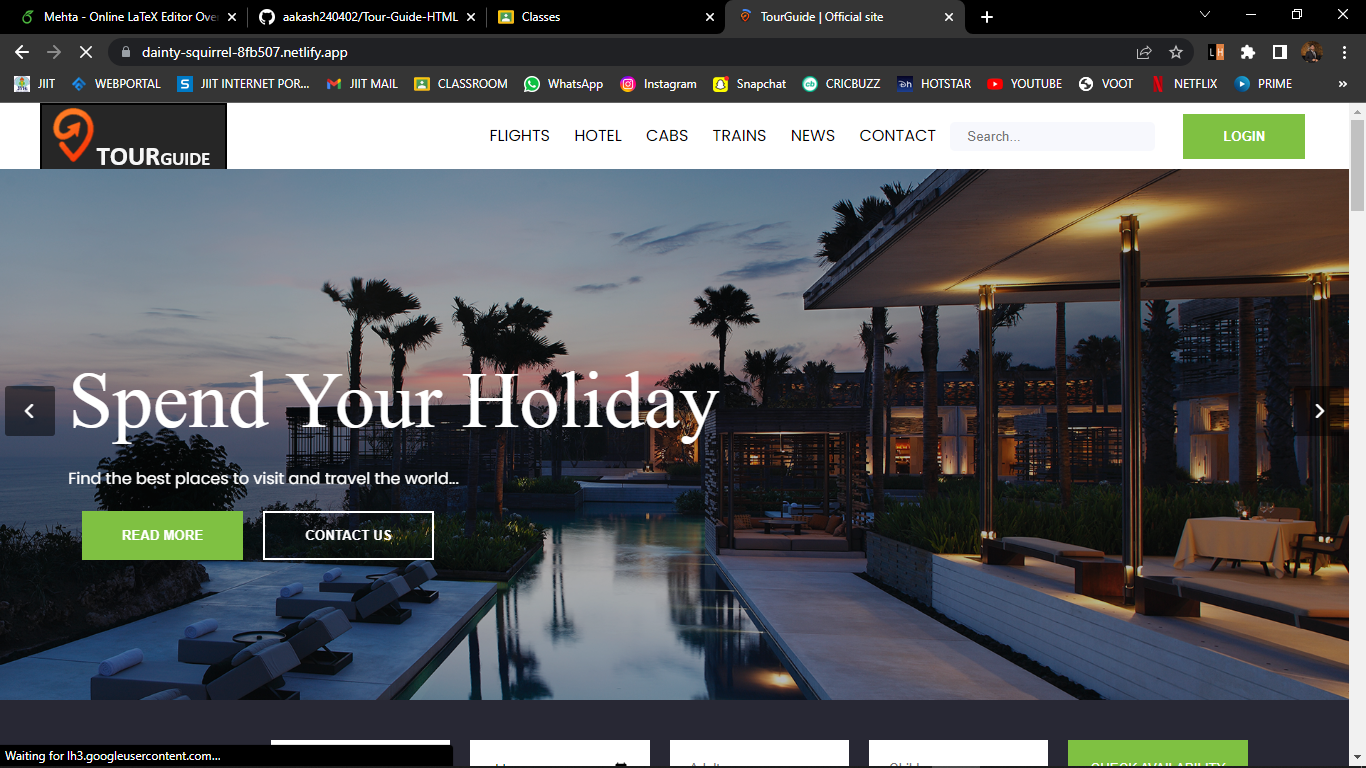 Mehta - Online LaTeX Editor Ove
aakash240402/Tour-Guide-HTML
Classes
TourGuide | Official site
dainty-squirrel-8fb507.netlify.app
LH
JIIT
WEBPORTAL
JIIT INTERNET POR...
JIIT MAIL
CLASSROOM
WhatsApp
Instagram
Snapchat
CRICBUZZ
HOTSTAR
YOUTUBE
VOOT
NETFLIX
PRIME
TOURGUIDE
FLIGHTS
HOTEL
CABS
TRAINS
NEWS
CONTACT
Search...
LOGIN
Spend Your Holiday
Find the best places to visit and travel the world...
READ MORE
CONTACT US
CHECK AVAILABILITY
Waiting for lh3.googleusercontent.com...